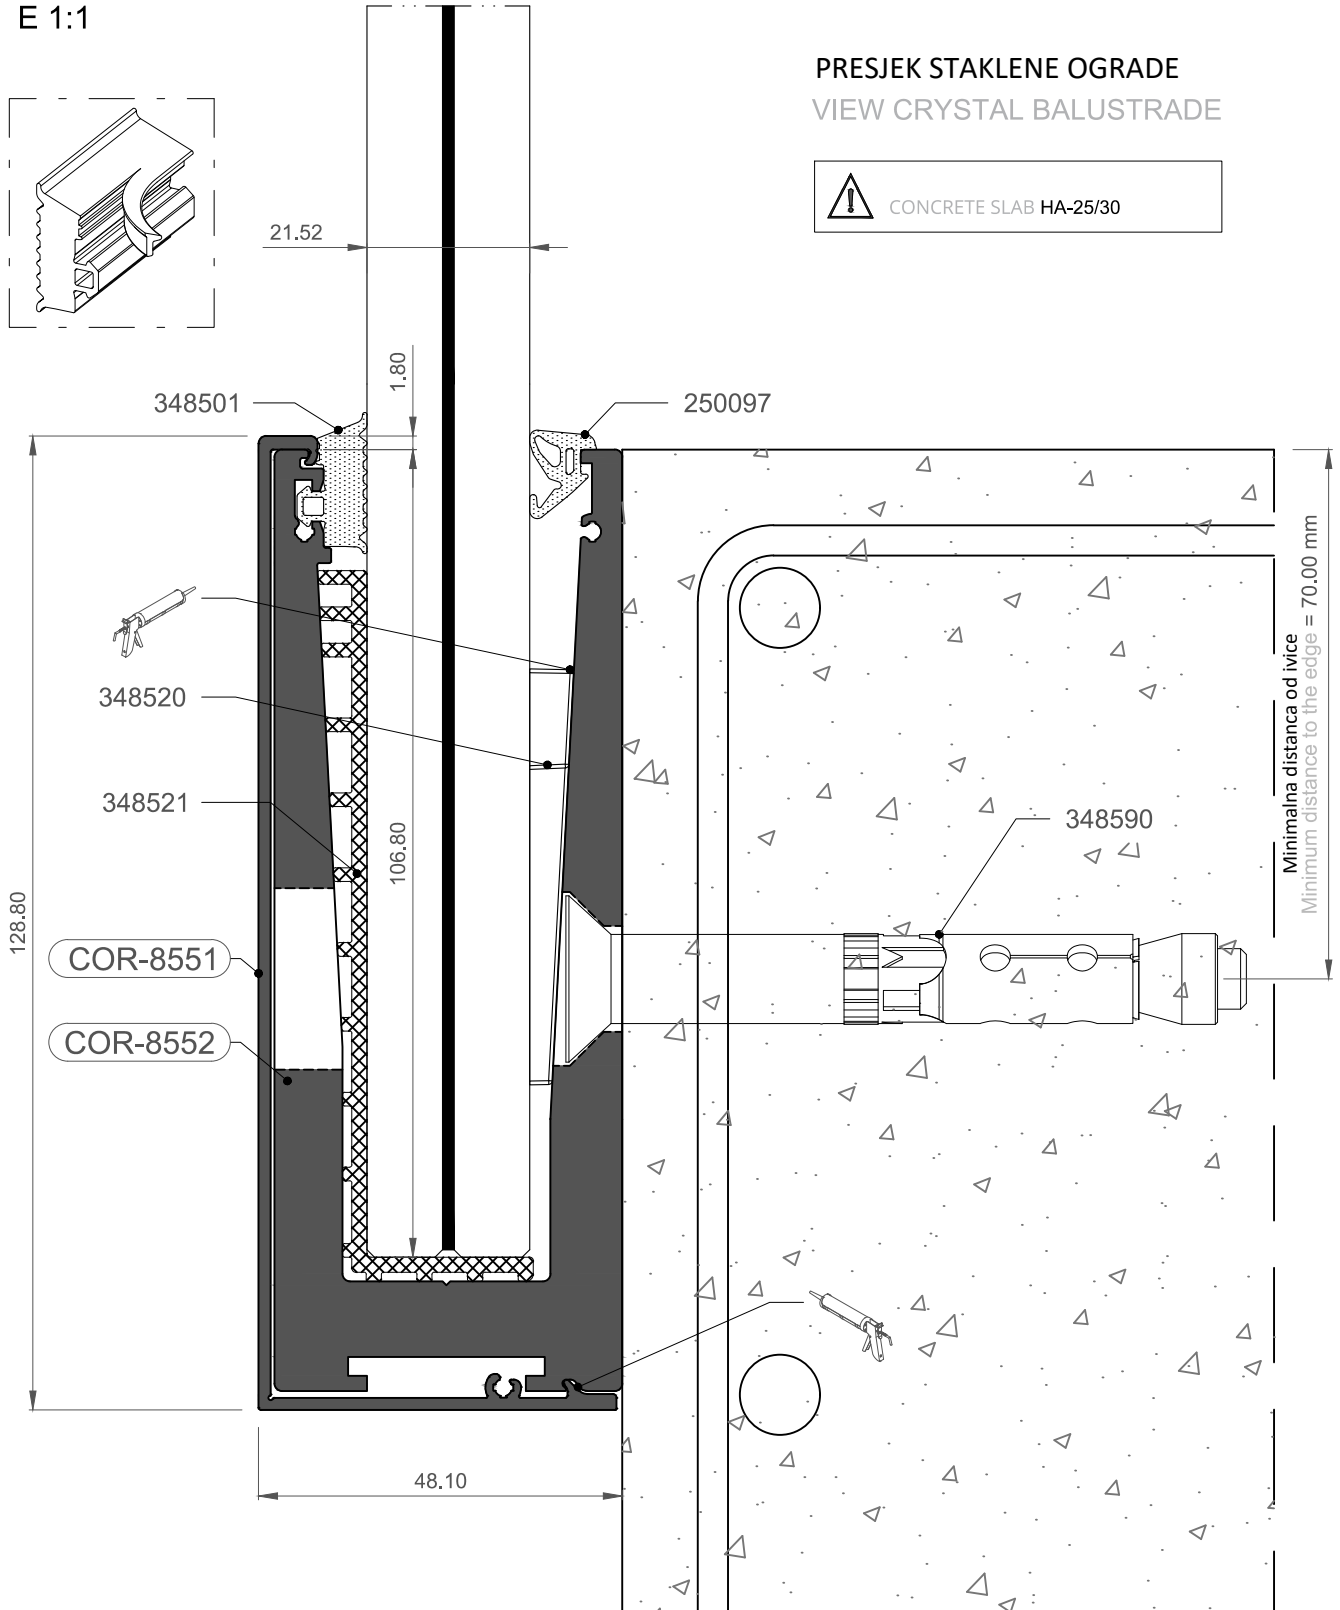 E 1:1
PRESJEK STAKLENE OGRADE
VIEW CRYSTAL BALUSTRADE
CONCRETE SLAB HA-25/30
21.52
1.80
348501
250097
348520
348521
106.80
348590
128.80
COR-8551
COR-8552
Minimalna distanca od ivice
Minimum distance to the edge = 70.00 mm
48.10